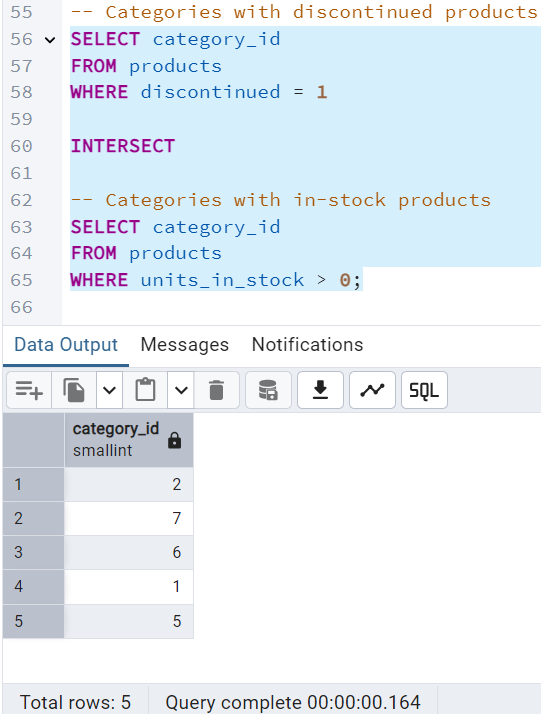 55 -- Categories with discontinued products
56 SELECT category_id
57 FROM products
58 WHERE discontinued = 1
59
60 INTERSECT
61
62 -- Categories with in-stock products
63 SELECT category_id
64 FROM products
65 WHERE units_in_stock > 0;
66
Data Output Messages Notifications
SQL
category_id
smallint
1 2
2 7
3 6
4 1
5 5
Total rows: 5 Query complete 00:00:00.164